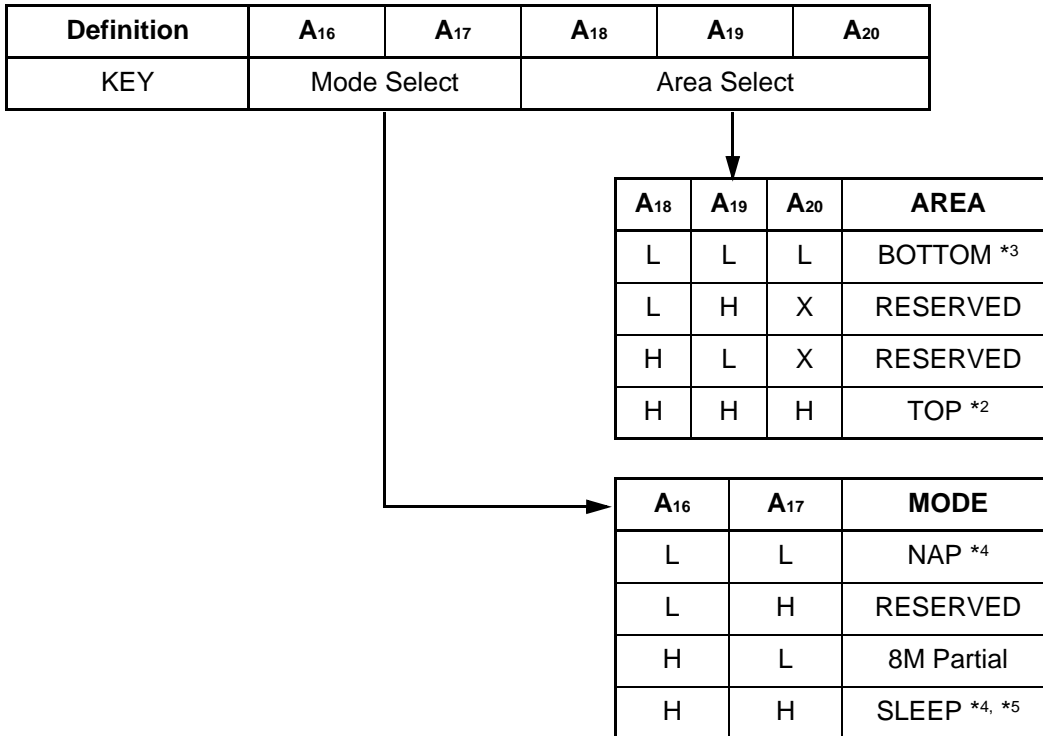 Definition A16 A17 A18 A19 A20
KEY Mode Select Area Select
A18 A19 A20 AREA
L L L BOTTOM *3
L H X RESERVED
H L X RESERVED
H H H TOP *2
A16 A17 MODE
L L NAP *4
L H RESERVED
H L 8M Partial
H H SLEEP *4, *5